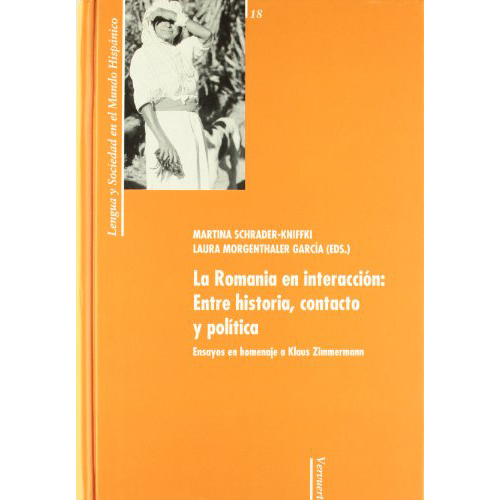 Lengua y Sociedad en el Mundo Hispánico
18
MARTINA SCHRADER-KNIFFKI
LAURA MORGENTHALER GARCÍA (EDS.)
La Romania en interacción:
Entre historia, contacto
y política
Ensayos en homenaje a Klaus Zimmermann
Vervuert